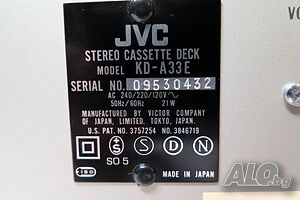 JVC
STEREO CASSETTE DECK
MODEL KD-A33E
SERIAL NO. 09530432
AC 240/220/120V~
50Hz/60Hz 21W
MANUFACTURED BY VICTOR COMPANY
OF JAPAN, LIMITED. TOKYO, JAPAN.
U.S. PAT. NO. 3757254 NO. 3846719
S D N
SO 5
ISO
MADE IN JAPAN
VO
ALO.bg